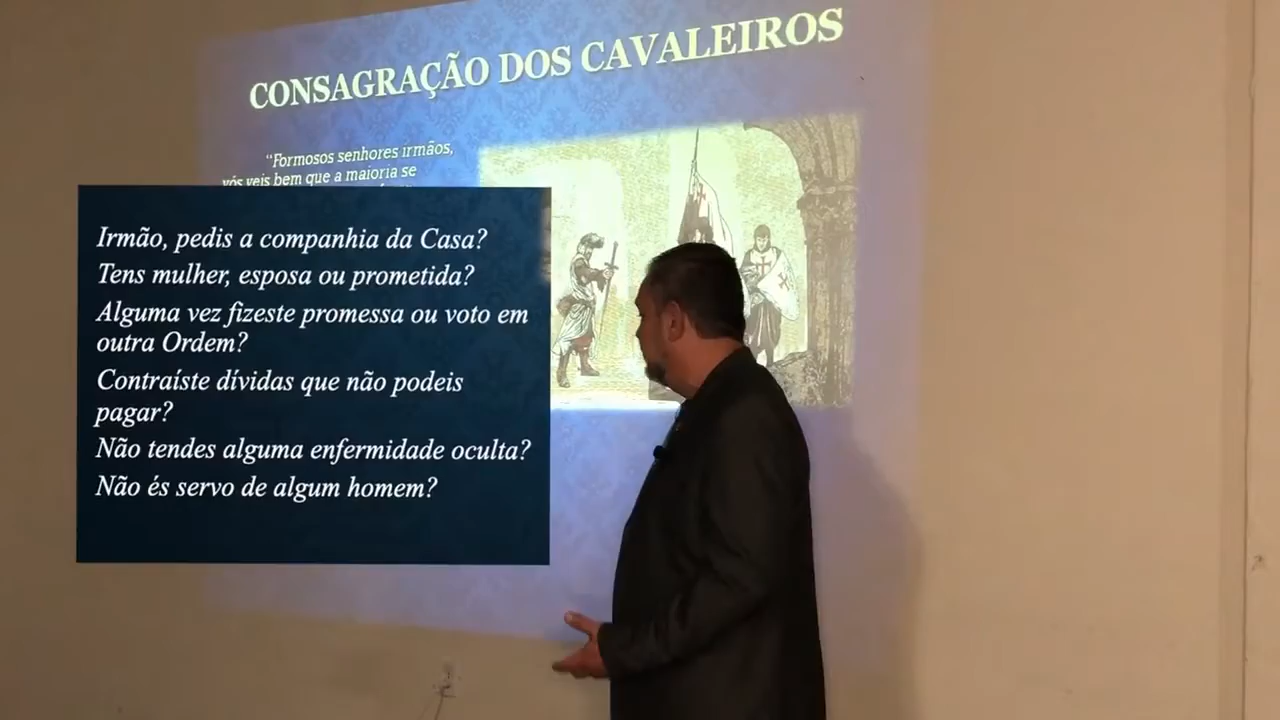 CONSAGRAÇÃO DOS CAVALEIROS
“Formosos senhores irmãos,
vós veis bem que a maioria se
Irmão, pedis a companhia da Casa?
Tens mulher, esposa ou prometida?
Alguma vez fizeste promessa ou voto em
outra Ordem?
Contraíste dívidas que não podeis
pagar?
Não tendes alguma enfermidade oculta?
Não és servo de algum homem?